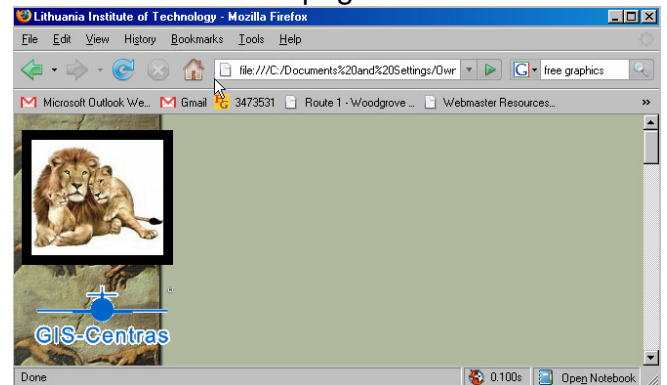 Lithuania Institute of Technology - Mozilla Firefox
File Edit View History Bookmarks Tools Help
file:///C:/Documents%20and%20Settings/Owr G free graphics
Microsoft Outlook We... Gmail 3473531 Route 1 - Woodgrove ... Webmaster Resources... »
GIS-Centras
Done 0.100s Open Notebook